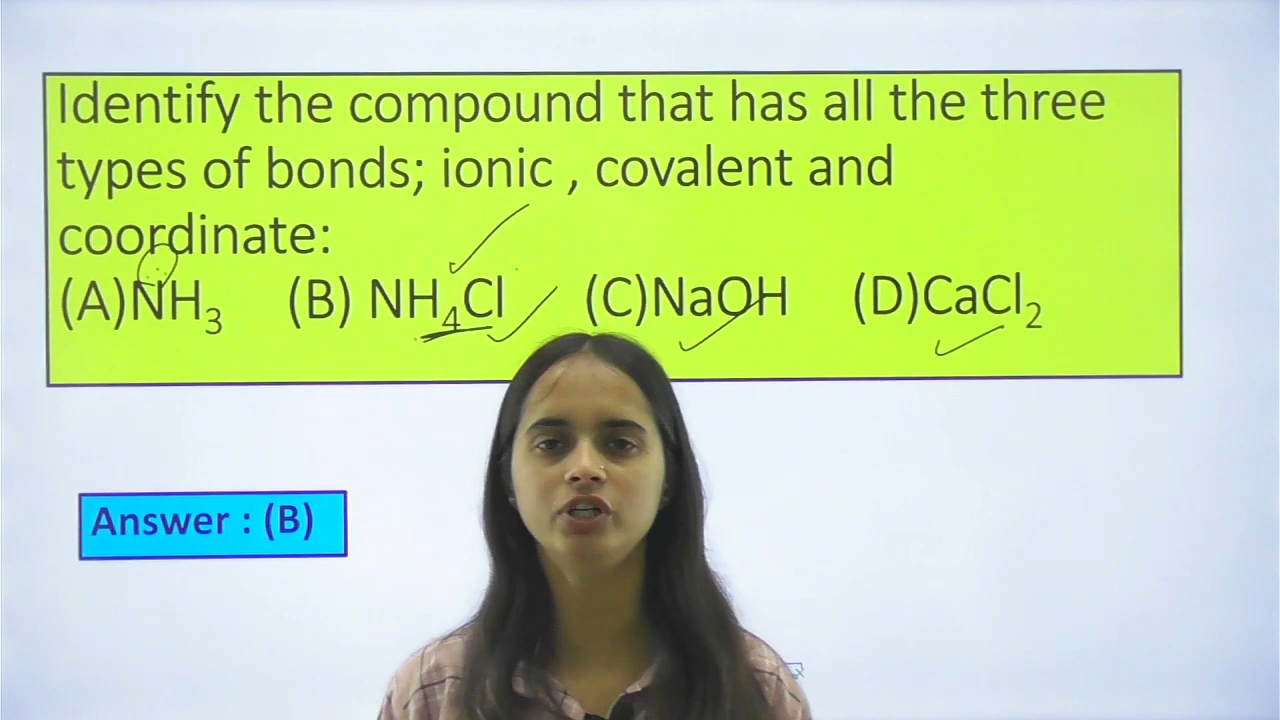 Identify the compound that has all the three
types of bonds; ionic , covalent and
coordinate:
(A)NH₃ (B) NH₄Cl (C)NaOH (D)CaCl₂
Answer : (B)